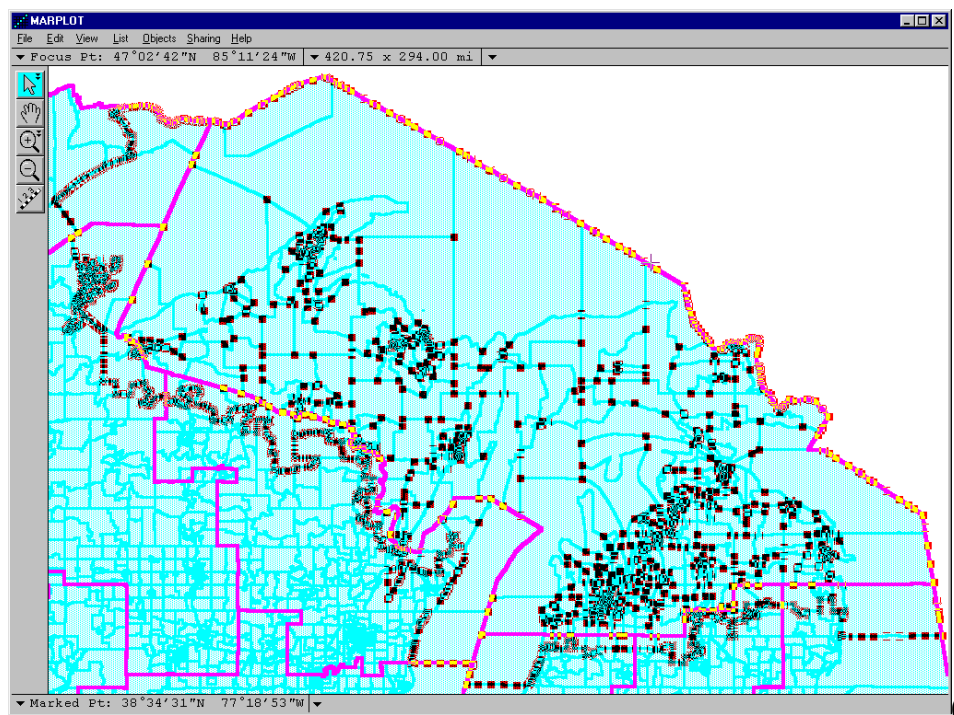 MARPLOT
File Edit View List Objects Sharing Help
Focus Pt: 47°02'42"N 85°11'24"W 420.75 x 294.00 mi
Marked Pt: 38°34'31"N 77°18'53"W